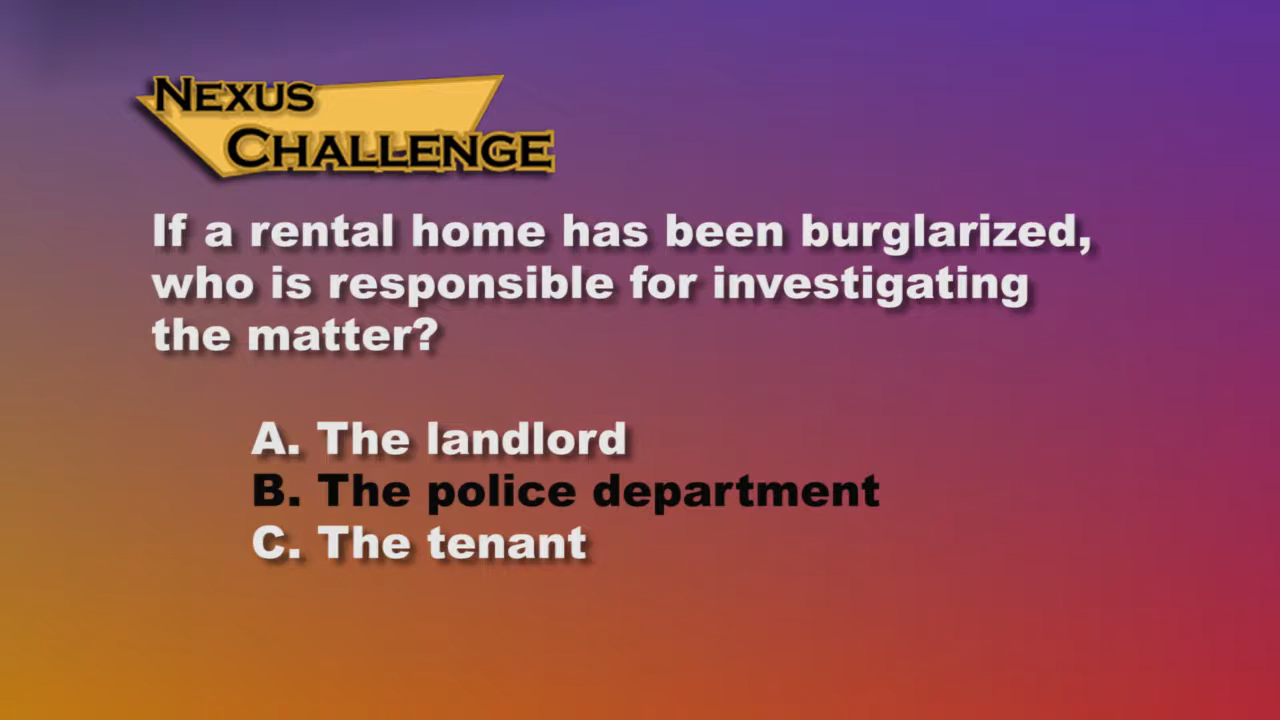 Nexus
Challenge
If a rental home has been burglarized,
who is responsible for investigating
the matter?
A. The landlord
B. The police department
C. The tenant